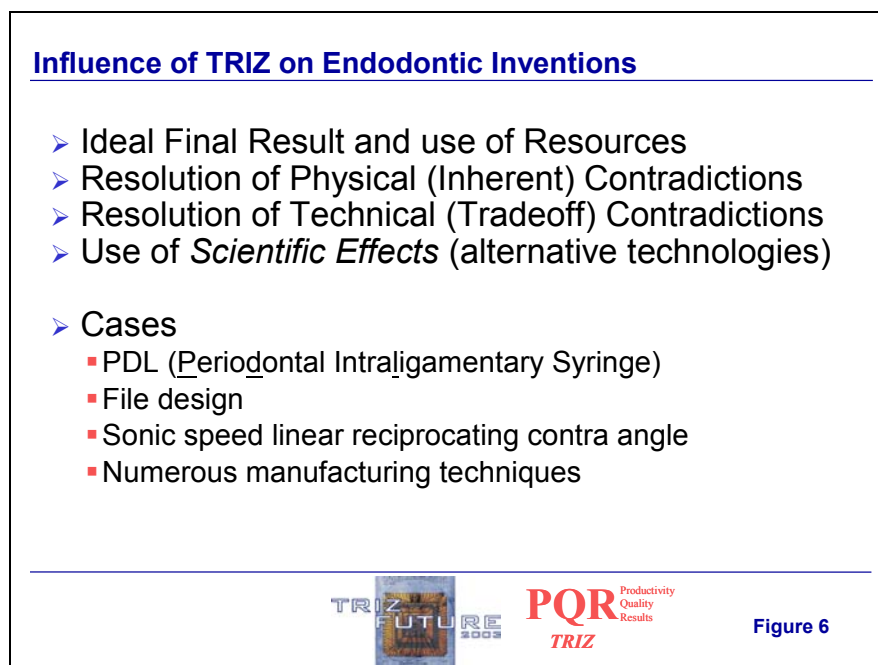 Influence of TRIZ on Endodontic Inventions
➢ Ideal Final Result and use of Resources
➢ Resolution of Physical (Inherent) Contradictions
➢ Resolution of Technical (Tradeoff) Contradictions
➢ Use of Scientific Effects (alternative technologies)
➢ Cases
▪ PDL (Periodontal Intraligamentary Syringe)
▪ File design
▪ Sonic speed linear reciprocating contra angle
▪ Numerous manufacturing techniques
TRIZ
FUTURE
2003
PQR
Productivity
Quality
Results
TRIZ
Figure 6